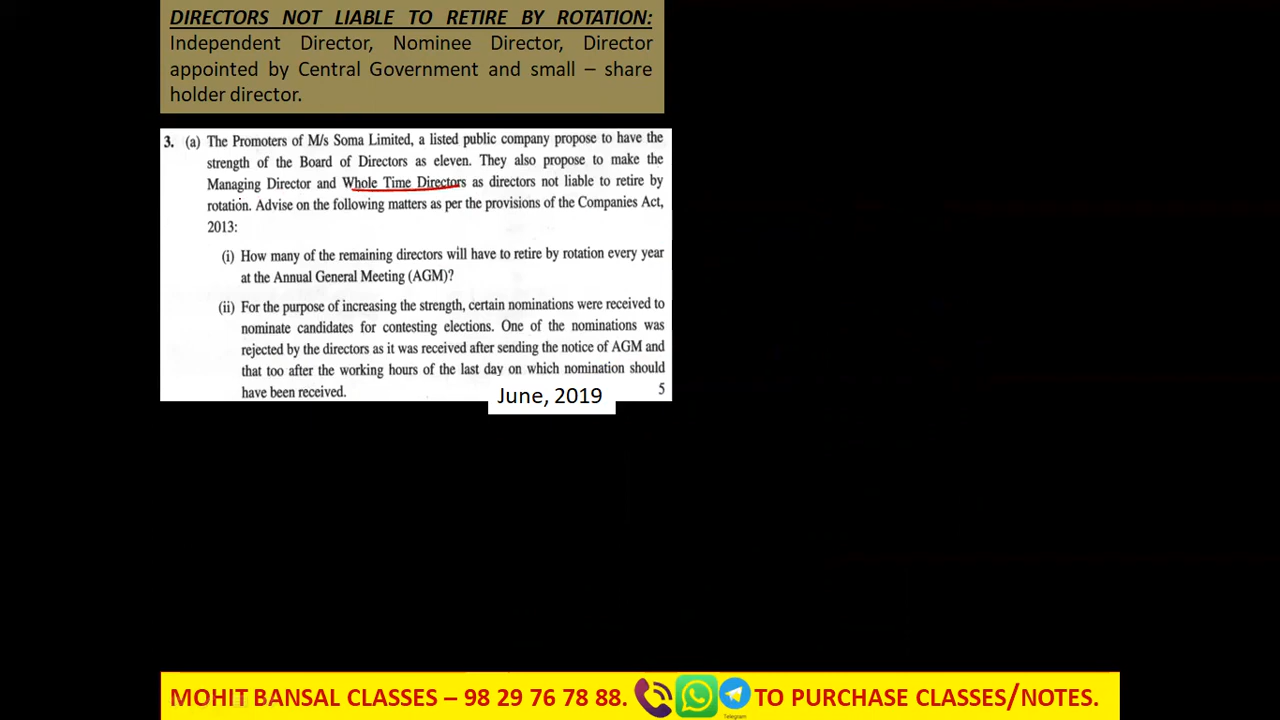 DIRECTORS NOT LIABLE TO RETIRE BY ROTATION:
Independent Director, Nominee Director, Director
appointed by Central Government and small – share
holder director.
3. (a) The Promoters of M/s Soma Limited, a listed public company propose to have the
strength of the Board of Directors as eleven. They also propose to make the
Managing Director and Whole Time Directors as directors not liable to retire by
rotation. Advise on the following matters as per the provisions of the Companies Act,
2013:
(i) How many of the remaining directors will have to retire by rotation every year
at the Annual General Meeting (AGM)?
(ii) For the purpose of increasing the strength, certain nominations were received to
nominate candidates for contesting elections. One of the nominations was
rejected by the directors as it was received after sending the notice of AGM and
that too after the working hours of the last day on which nomination should
have been received. 5
June, 2019
MOHIT BANSAL CLASSES – 98 29 76 78 88. TO PURCHASE CLASSES/NOTES.
Telegram